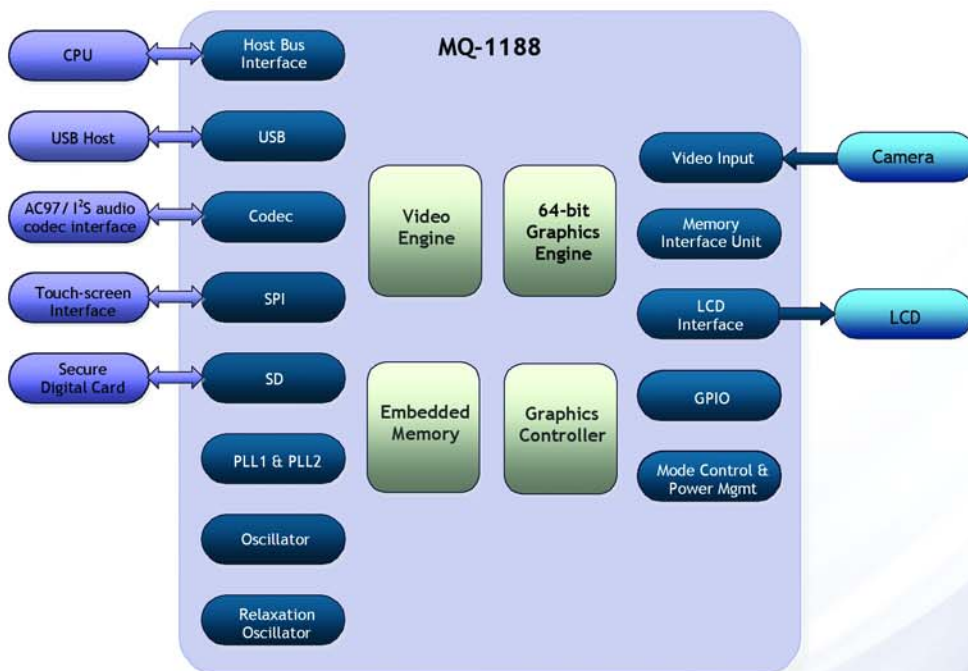 MQ-1188
CPU
Host Bus
Interface
USB Host
USB
AC97/ I²S audio
codec interface
Codec
Touch-screen
Interface
SPI
Secure
Digital Card
SD
PLL1 & PLL2
Oscillator
Relaxation
Oscillator
Video
Engine
64-bit
Graphics
Engine
Embedded
Memory
Graphics
Controller
Video Input
Camera
Memory
Interface Unit
LCD
Interface
LCD
GPIO
Mode Control &
Power Mgmt